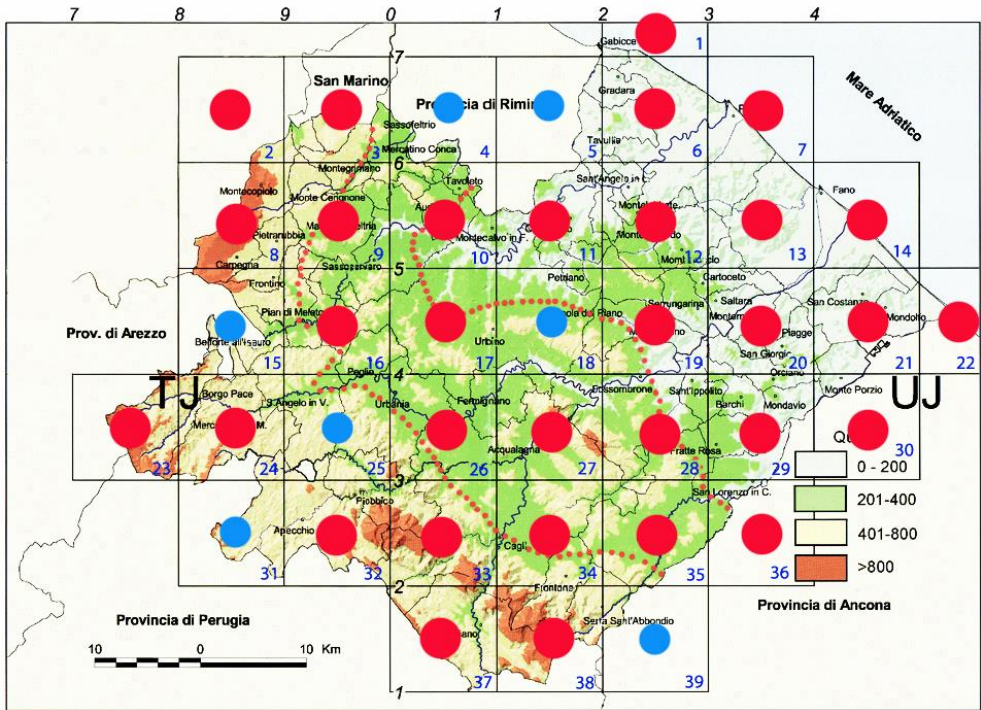 7 8 9 0 1 2 3 4
7
Gabicce
1
San Marino
Provincia di Rimin
Gradara
Mare Adriatico
Sassofeltrio
Mercatino Conca
Tavullia
2 3 4 5 6 7
6
Montegrimano
Tavoleto
Sant'Angelo in
Fano
Montecopiolo
Monte Cerignone
Pietrarubbia
Montecalvo in F.
8 9 10 11 12 13 14
Carpegna
Sassocorvaro
5
Petriano
Cartoceto
Frontino
Serrungarina
Saltara
San Costanzo
Pian di Meleto
Mondolfo
Prov. di Arezzo
Urbino
Piagge
Belforte all'Isauro
San Giorgio
15 16 17 18 19 20 21 22
Peglio
4
Orciano
Monte Porzio
TJ
UJ
Borgo Pace
S.Angelo in V.
Urbania
Fermignano
Fossombrone
Sant'Ippolito
Barchi
Mondavio
Acqualagna
Fratte Rosa
23 24 25 26 27 28 29 30
0 - 200
3
San Lorenzo in C.
Piobbico
201-400
Apecchio
Cagli
401-800
31 32 33 34 35 36
>800
2
Frontone
Provincia di Perugia
Serra Sant'Abbondio
Provincia di Ancona
10 0 10 Km
37 38 39
1